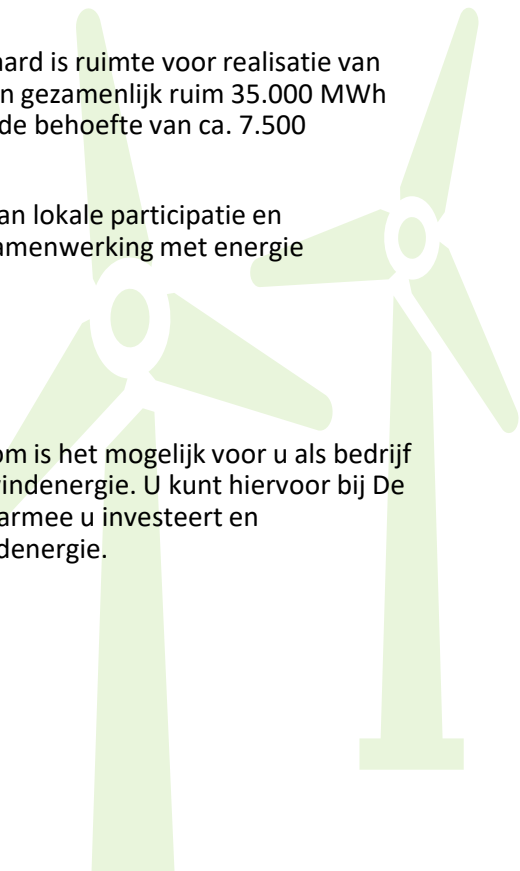 aard is ruimte voor realisatie van
n gezamenlijk ruim 35.000 MWh
de behoefte van ca. 7.500
an lokale participatie en
amenwerking met energie
om is het mogelijk voor u als bedrijf
indenergie. U kunt hiervoor bij De
armee u investeert en
denergie.